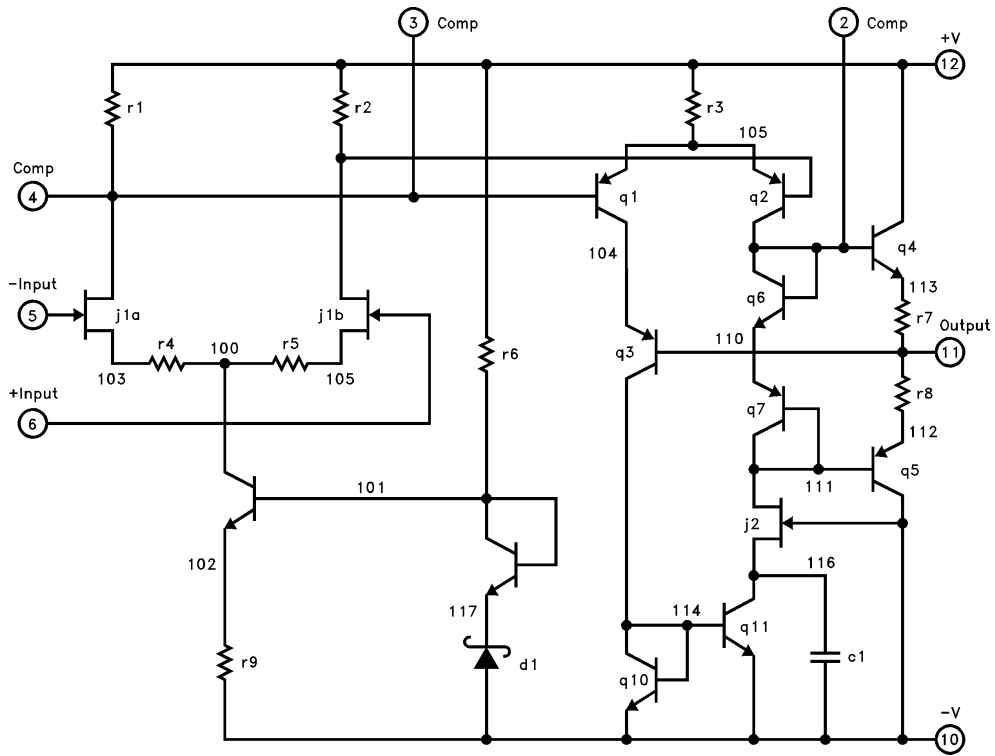 3 Comp
2 Comp
+V
12
r1
r2
r3
105
Comp
4
q1
q2
q4
104
-Input
5
j1a
j1b
q6
113
r7
Output
11
r4
100
r5
103
105
r6
q3
110
+Input
6
q7
r8
112
101
111
q5
102
j2
116
117
114
q11
r9
d1
q10
c1
-V
10